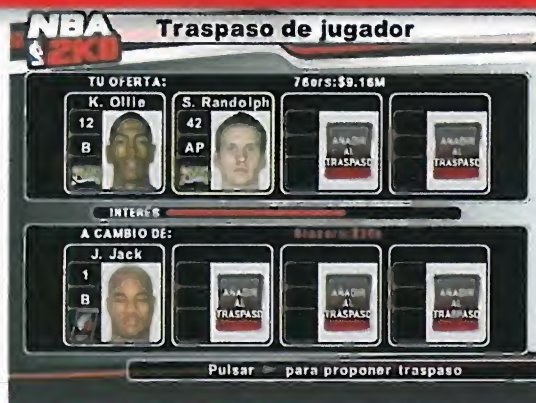 NBA 2K8
Traspaso de jugador
TU OFERTA: 76ers:$9.16M
K. Ollie S. Randolph
12 42
B AP
AÑADIR AL TRASPASO AÑADIR AL TRASPASO
INTERÉS
A CAMBIO DE:
J. Jack
1
B
AÑADIR AL TRASPASO AÑADIR AL TRASPASO AÑADIR AL TRASPASO
Pulsar para proponer traspaso